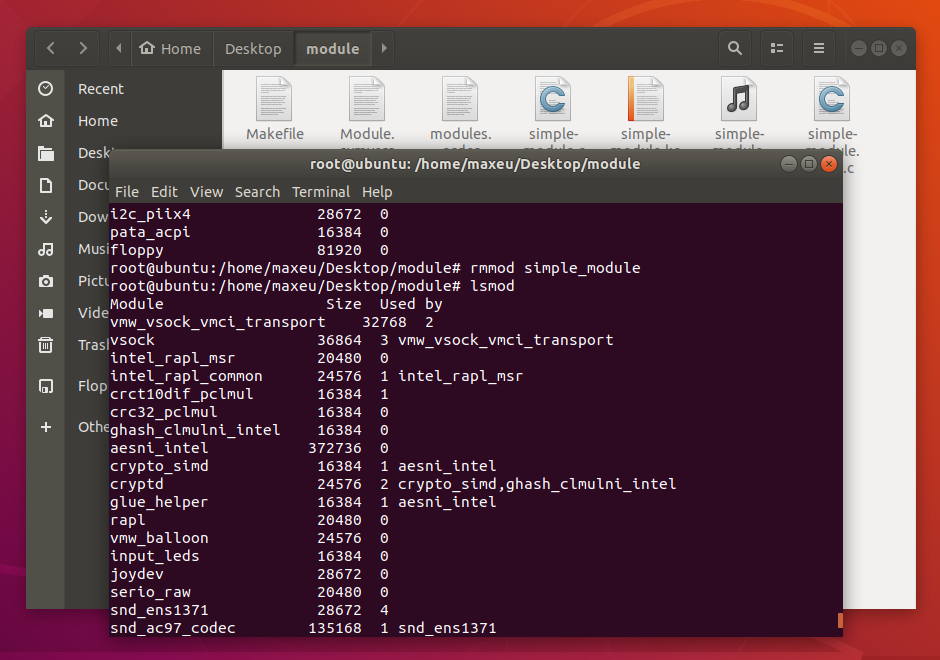 Home Desktop module
Recent
Home
Desk
Docu
Dow
Musi
Pictu
Vide
Tras
Flop
Othe
Makefile Module. modules. simple- simple- simple- simple-
.c
root@ubuntu: /home/maxeu/Desktop/module
File Edit View Search Terminal Help
i2c_piix4 28672 0
pata_acpi 16384 0
floppy 81920 0
root@ubuntu:/home/maxeu/Desktop/module# rmmod simple_module
root@ubuntu:/home/maxeu/Desktop/module# lsmod
Module Size Used by
vmw_vsock_vmci_transport 32768 2
vsock 36864 3 vmw_vsock_vmci_transport
intel_rapl_msr 20480 0
intel_rapl_common 24576 1 intel_rapl_msr
crct10dif_pclmul 16384 1
crc32_pclmul 16384 0
ghash_clmulni_intel 16384 0
aesni_intel 372736 0
crypto_simd 16384 1 aesni_intel
cryptd 24576 2 crypto_simd,ghash_clmulni_intel
glue_helper 16384 1 aesni_intel
rapl 20480 0
vmw_balloon 24576 0
input_leds 16384 0
joydev 28672 0
serio_raw 20480 0
snd_ens1371 28672 4
snd_ac97_codec 135168 1 snd_ens1371